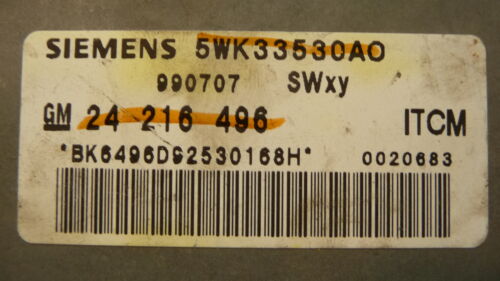 SIEMENS 5WK33530AO
990707 SWxy
GM 24 216 496 ITCM
*BK6496D92530168H* 0020683